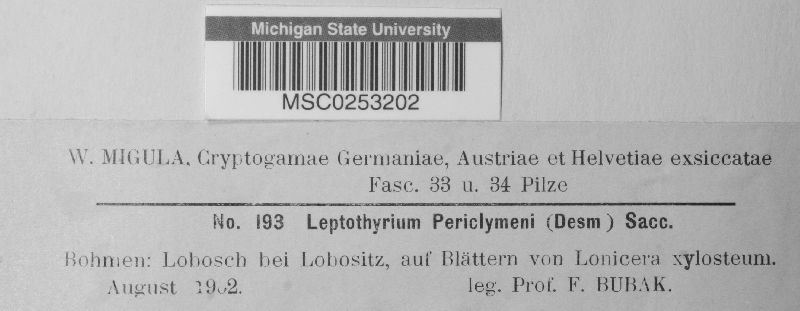 Michigan State University
MSC0253202
W. MIGULA, Cryptogamae Germaniae, Austriae et Helvetiae exsiccatae
Fasc. 33 u. 34 Pilze
No. 193 Leptothyrium Periclymeni (Desm) Sacc.
Bohmen: Lobosch bei Lobositz, auf Blättern von Lonicera xylosteum.
August 1902. leg. Prof. F. BUBAK.